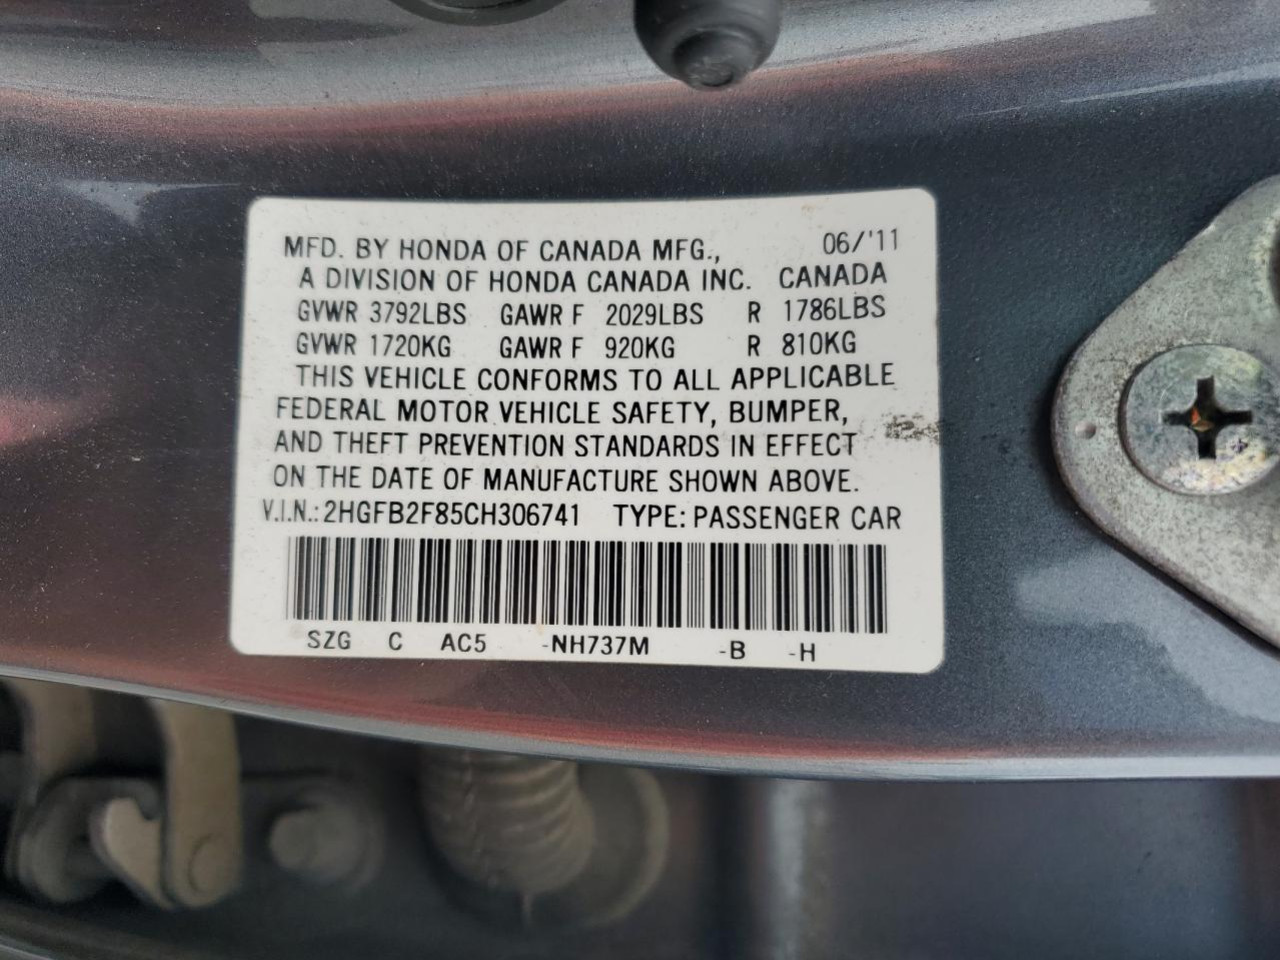 MFD. BY HONDA OF CANADA MFG., 06/'11
A DIVISION OF HONDA CANADA INC. CANADA
GVWR 3792LBS GAWR F 2029LBS R 1786LBS
GVWR 1720KG GAWR F 920KG R 810KG
THIS VEHICLE CONFORMS TO ALL APPLICABLE
FEDERAL MOTOR VEHICLE SAFETY, BUMPER,
AND THEFT PREVENTION STANDARDS IN EFFECT
ON THE DATE OF MANUFACTURE SHOWN ABOVE.
V.I.N.: 2HGFB2F85CH306741 TYPE: PASSENGER CAR
SZG C AC5 -NH737M -B -H